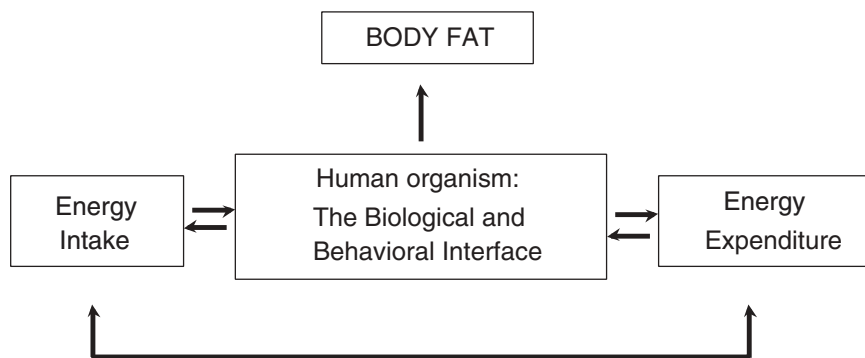 BODY FAT
Human organism:
The Biological and
Behavioral Interface
Energy
Intake
Energy
Expenditure